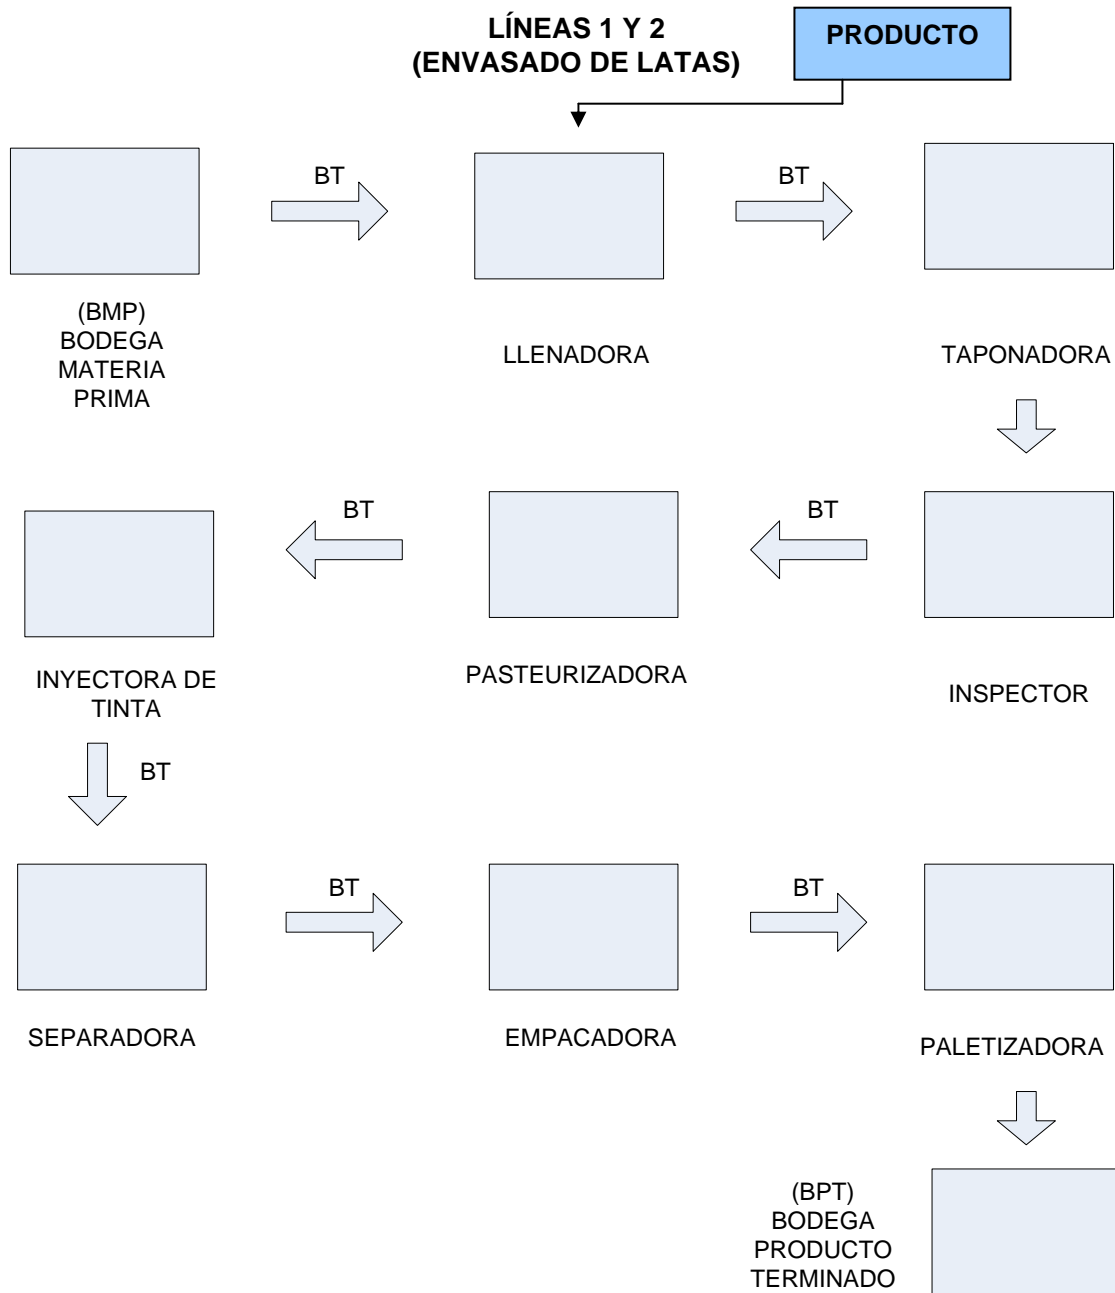 LÍNEAS 1 Y 2
(ENVASADO DE LATAS)
PRODUCTO
BT
BT
(BMP)
BODEGA
MATERIA
PRIMA
LLENADORA
TAPONADORA
BT
BT
INYECTORA DE
TINTA
PASTEURIZADORA
INSPECTOR
BT
BT
BT
SEPARADORA
EMPACADORA
PALETIZADORA
(BPT)
BODEGA
PRODUCTO
TERMINADO